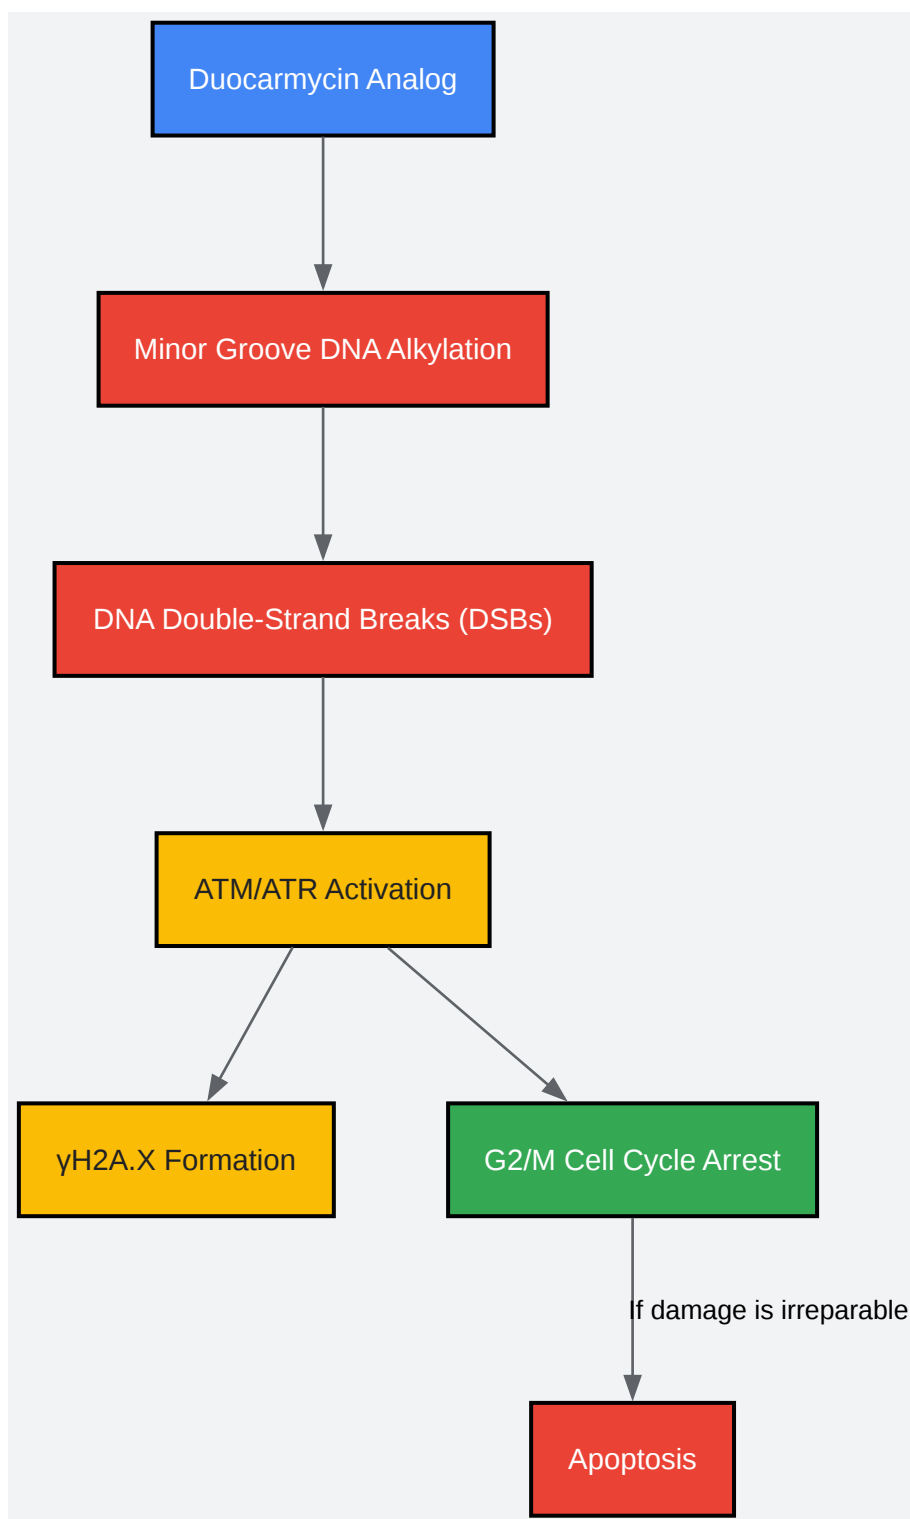 Duocarmycin Analog
Minor Groove DNA Alkylation
DNA Double-Strand Breaks (DSBs)
ATM/ATR Activation
γH2A.X Formation
G2/M Cell Cycle Arrest
If damage is irreparable
Apoptosis